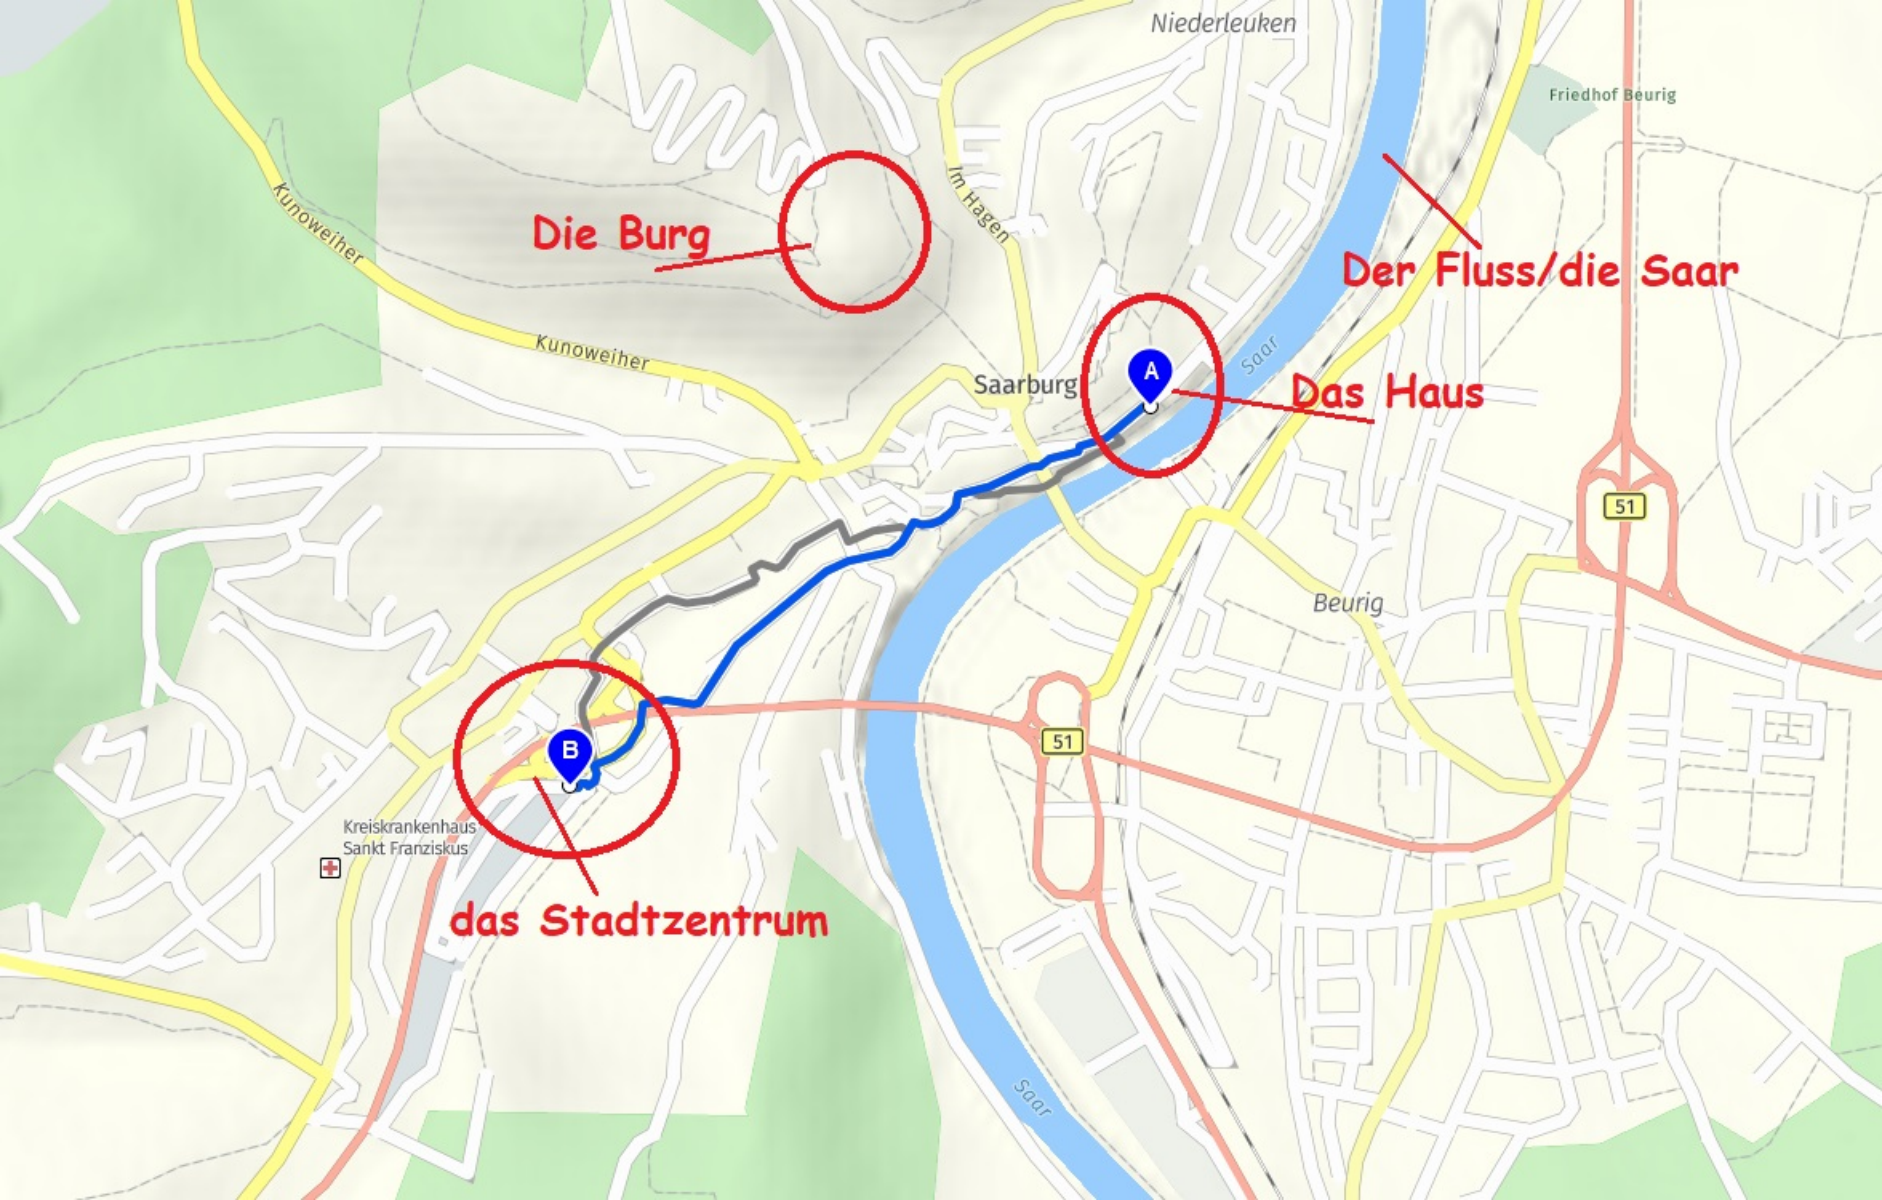 Niederleuken
Friedhof Beurig
Kunoweiher
Im Hagen
Die Burg
Der Fluss/die Saar
Kunoweiher
Saar
A
Saarburg
Das Haus
51
Beurig
B
51
Kreiskrankenhaus
Sankt Franziskus
das Stadtzentrum
Saar